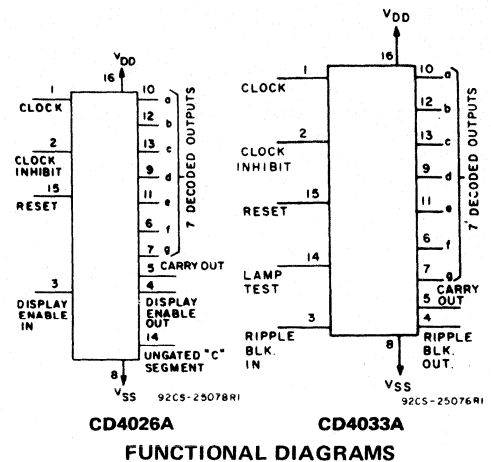 VDD
16
1
CLOCK
2
CLOCK
INHIBIT
15
RESET
3
DISPLAY
ENABLE
IN
10 a
12 b
13 c
9 d
11 e
6 f
7 g
7 DECODED OUTPUTS
5 CARRY OUT
4
DISPLAY
ENABLE
OUT
14
UNGATED "C"
SEGMENT
8
VSS
92CS-25078R1
CD4026A
VDD
16
1
CLOCK
2
CLOCK
INHIBIT
15
RESET
14
LAMP
TEST
3
RIPPLE
BLK.
IN
10 a
12 b
13 c
9 d
11 e
6 f
7 g
7 DECODED OUTPUTS
CARRY
5 OUT
4
RIPPLE
BLK.
OUT.
8
VSS
92CS-25076R1
CD4033A
FUNCTIONAL DIAGRAMS